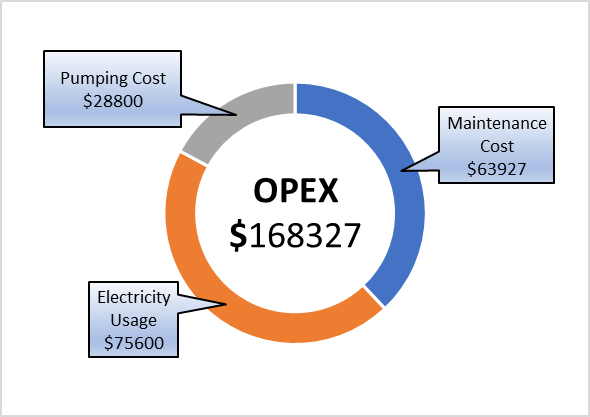 Pumping Cost
$28800
Maintenance
Cost
$63927
OPEX
$168327
Electricity
Usage
$75600